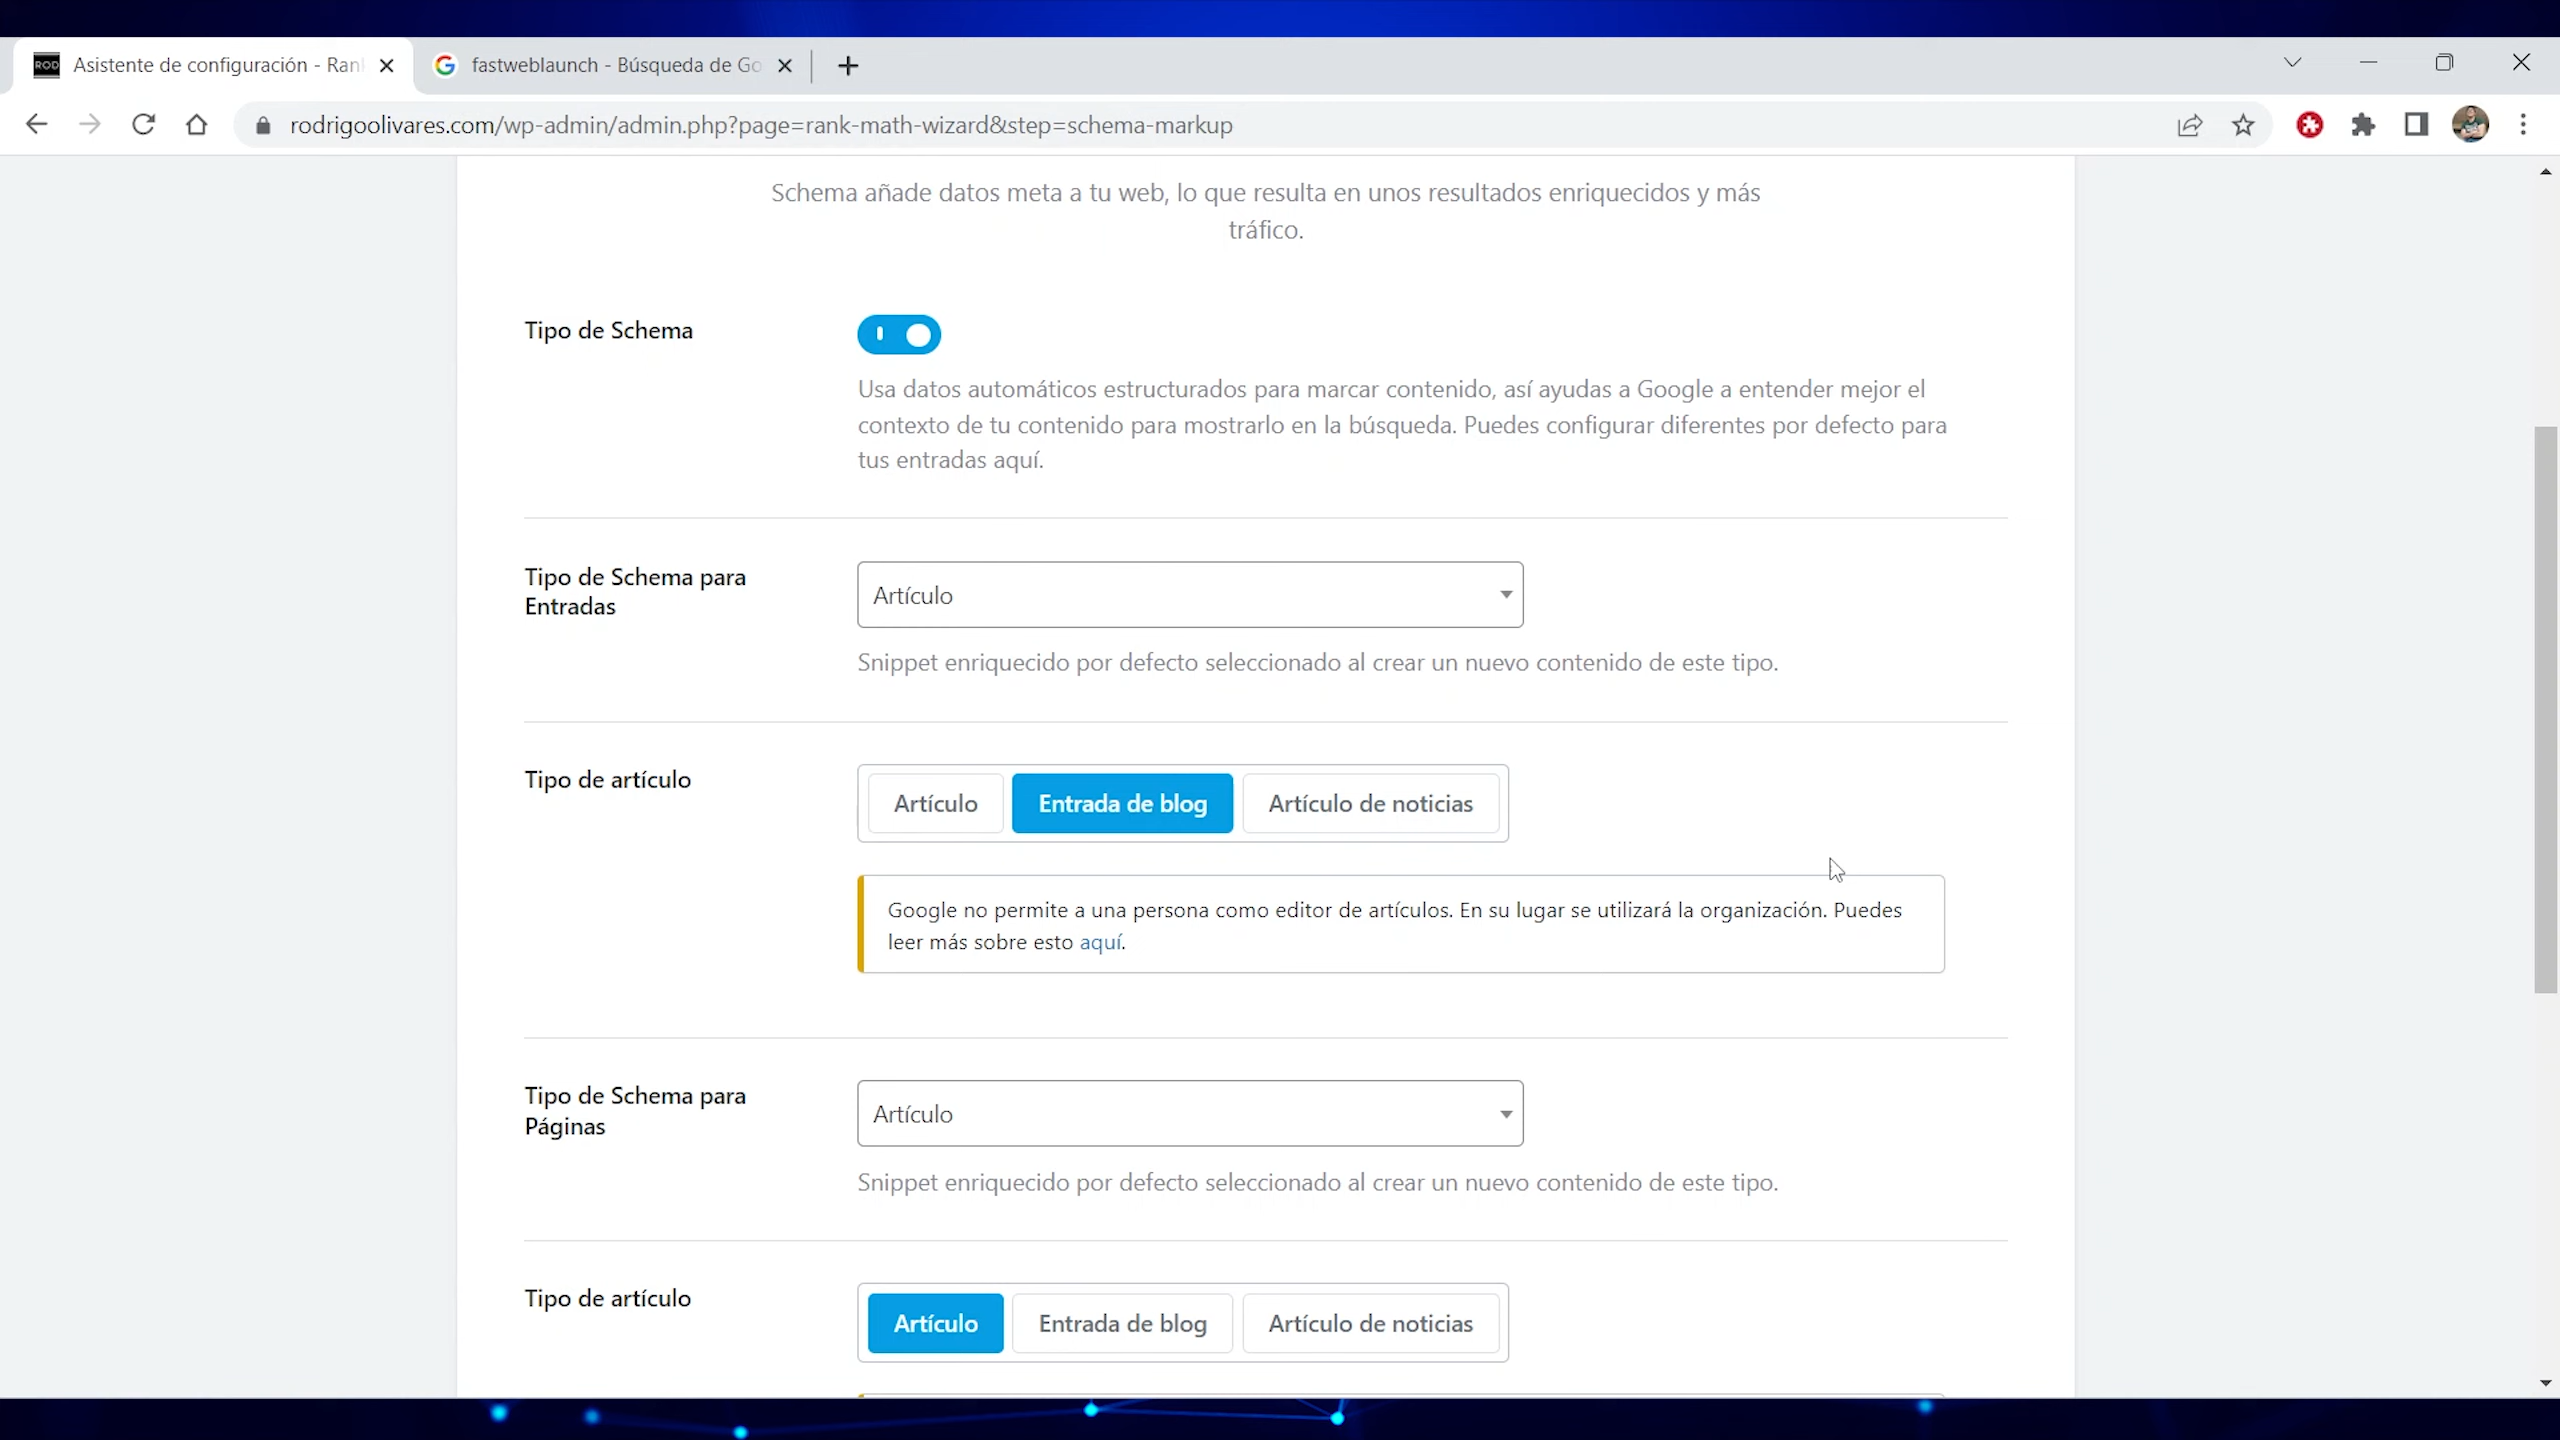 ROD
Asistente de configuración - Ran
fastweblaunch - Búsqueda de Go
rodrigoolivares.com/wp-admin/admin.php?page=rank-math-wizard&step=schema-markup
Schema añade datos meta a tu web, lo que resulta en unos resultados enriquecidos y más
tráfico.
Tipo de Schema
Usa datos automáticos estructurados para marcar contenido, así ayudas a Google a entender mejor el
contexto de tu contenido para mostrarlo en la búsqueda. Puedes configurar diferentes por defecto para
tus entradas aquí.
Tipo de Schema para
Entradas
Artículo
Snippet enriquecido por defecto seleccionado al crear un nuevo contenido de este tipo.
Tipo de artículo
Artículo Entrada de blog Artículo de noticias
Google no permite a una persona como editor de artículos. En su lugar se utilizará la organización. Puedes
leer más sobre esto aquí.
Tipo de Schema para
Páginas
Artículo
Snippet enriquecido por defecto seleccionado al crear un nuevo contenido de este tipo.
Tipo de artículo
Artículo Entrada de blog Artículo de noticias